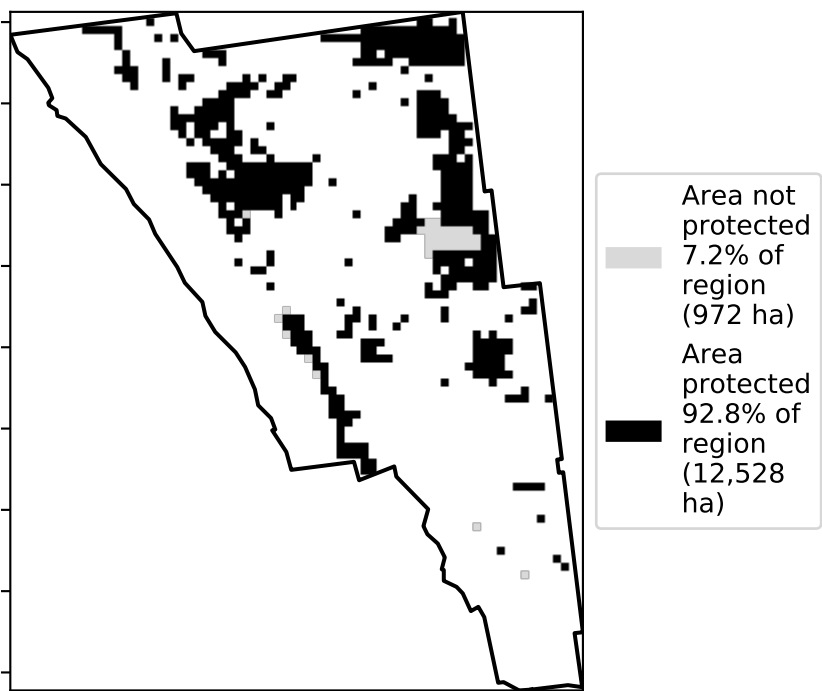 Area not
protected
7.2% of
region
(972 ha)
Area
protected
92.8% of
region
(12,528
ha)